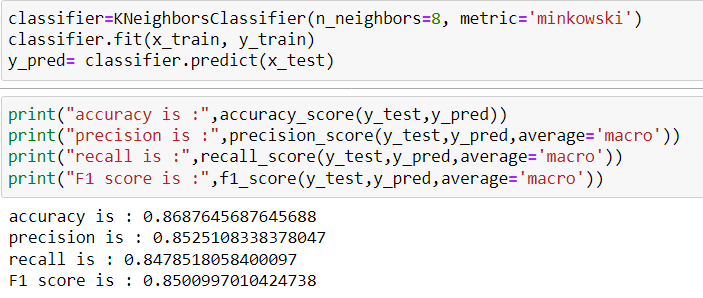 classifier=KNeighborsClassifier(n_neighbors=8, metric='minkowski')
classifier.fit(x_train, y_train)
y_pred= classifier.predict(x_test)
print("accuracy is :",accuracy_score(y_test,y_pred))
print("precision is :",precision_score(y_test,y_pred,average='macro'))
print("recall is :",recall_score(y_test,y_pred,average='macro'))
print("F1 score is :",f1_score(y_test,y_pred,average='macro'))
accuracy is : 0.8687645687645688
precision is : 0.8525108338378047
recall is : 0.8478518058400097
F1 score is : 0.8500997010424738